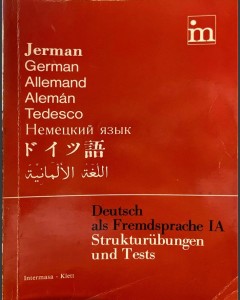 im
Jerman
German
Allemand
Alemán
Tedesco
Немецкий язык
ドイツ語
اللغة الألمانية
Deutsch
als Fremdsprache IA
Strukturübungen
und Tests
Intermasa - Klett